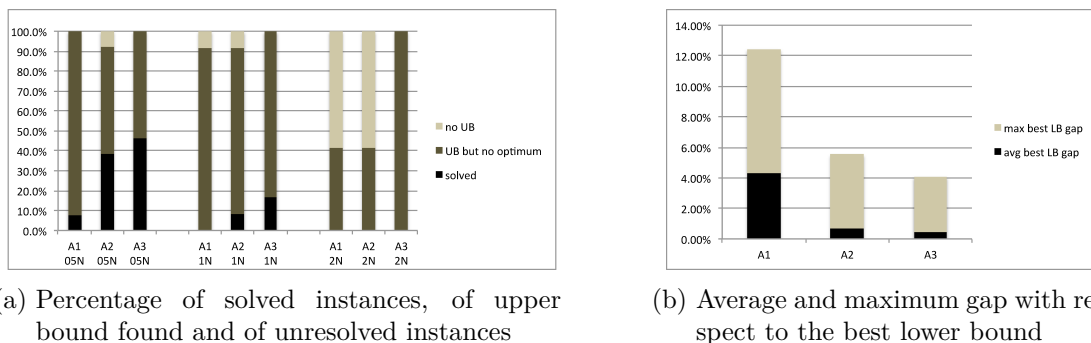 100.0%
90.0%
80.0%
70.0%
60.0%
50.0%
40.0%
30.0%
20.0%
10.0%
0.0%
A1 A2 A3 A1 A2 A3 A1 A2 A3
05N 05N 05N 1N 1N 1N 2N 2N 2N
no UB
UB but no optimum
solved
14.00%
12.00%
10.00%
8.00%
6.00%
4.00%
2.00%
0.00%
A1 A2 A3
max best LB gap
avg best LB gap
a) Percentage of solved instances, of upper
bound found and of unresolved instances
(b) Average and maximum gap with re
spect to the best lower bound